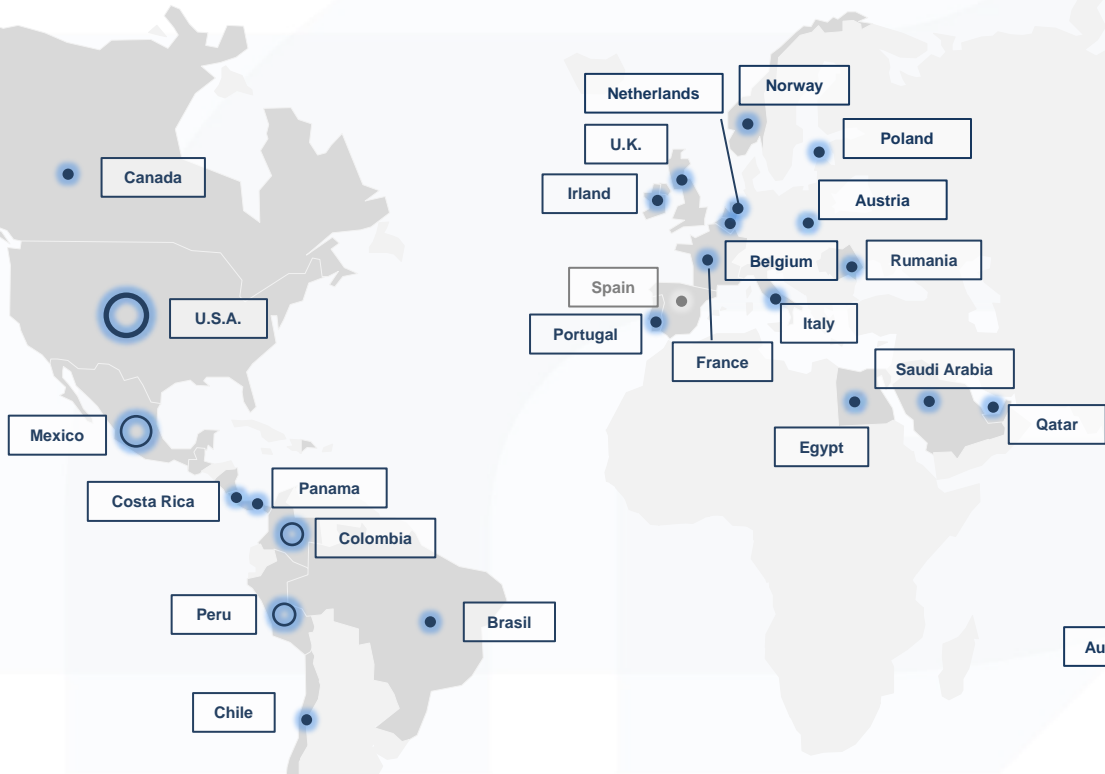 Norway
Netherlands
Poland
U.K.
Canada
Irland
Austria
Belgium
Rumania
Spain
U.S.A.
Italy
Portugal
France
Saudi Arabia
Qatar
Mexico
Egypt
Panama
Costa Rica
Colombia
Peru
Brasil
Au
Chile